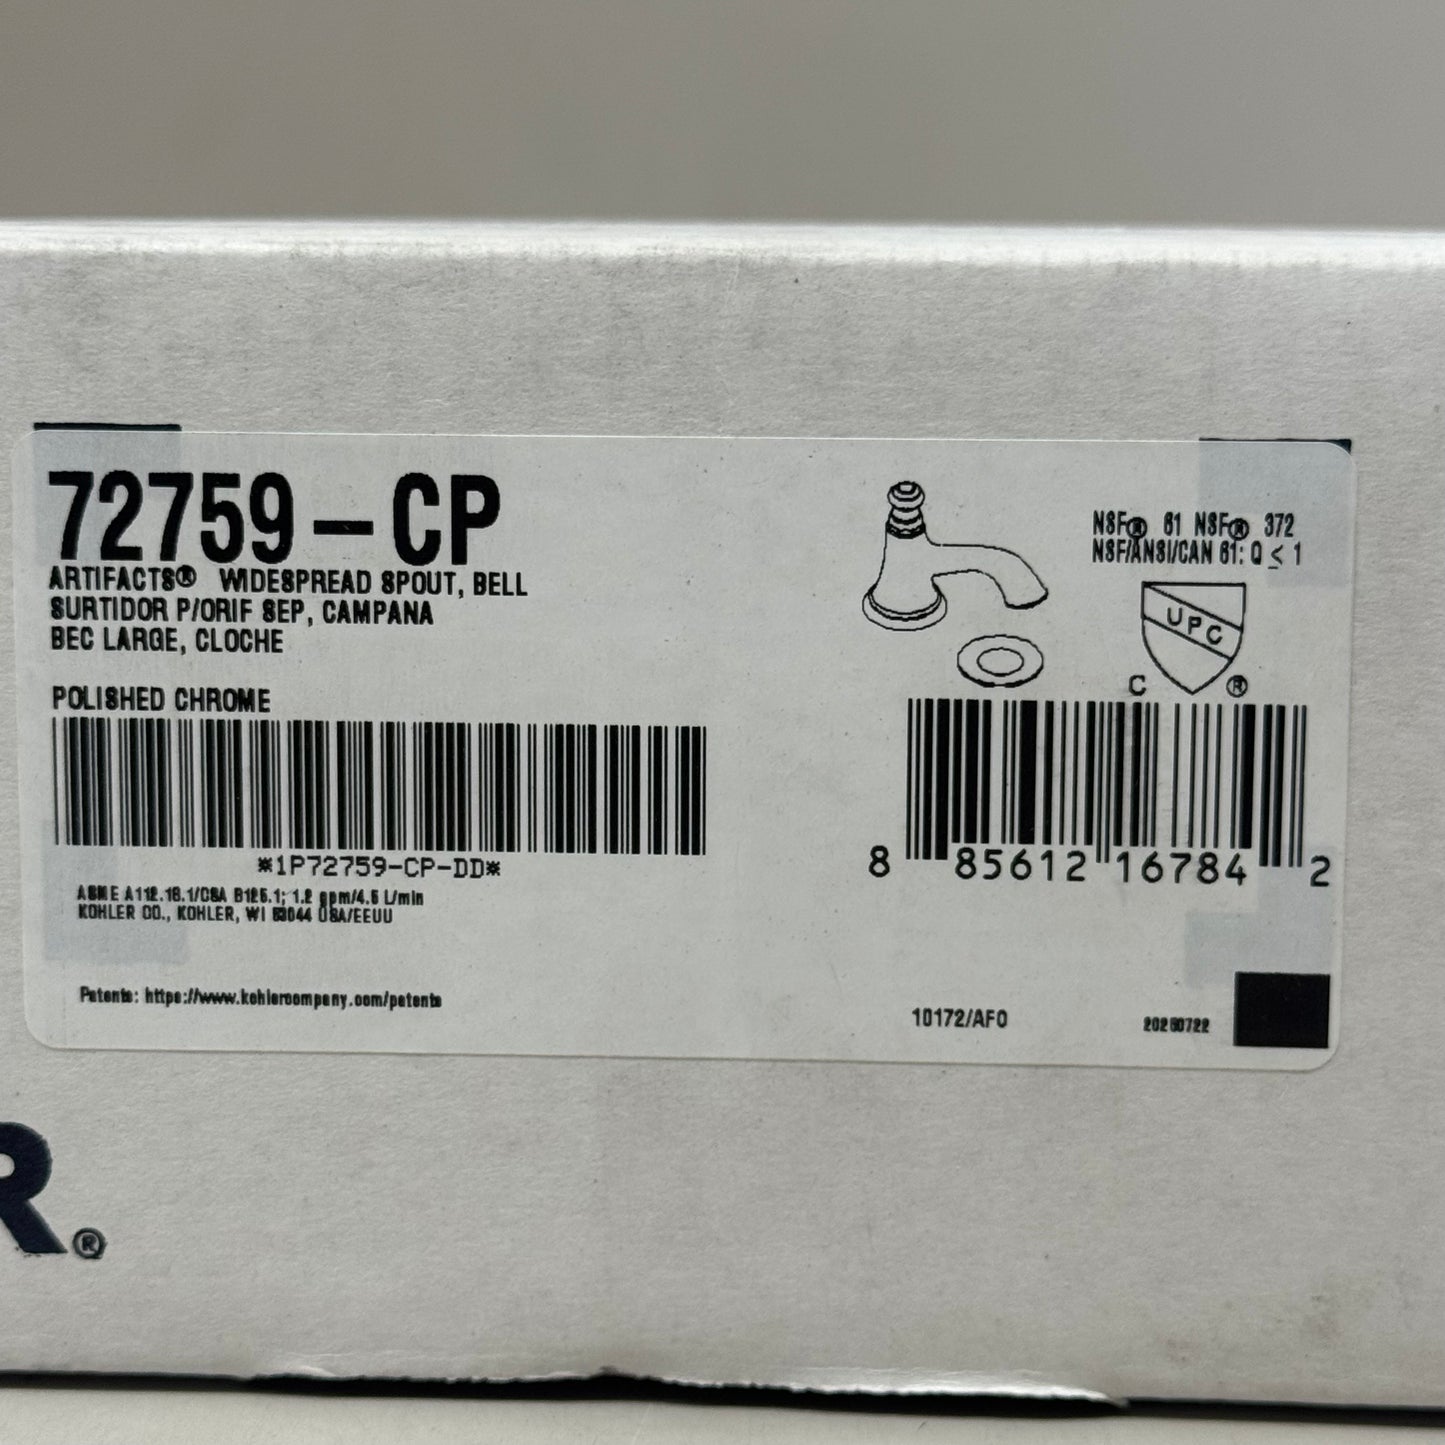 72759-CP
ARTIFACTS® WIDESPREAD SPOUT, BELL
SURTIDOR P/ORIF SEP, CAMPANA
BEC LARGE, CLOCHE
POLISHED CHROME
*1P72759-CP-DD*
ASME A112.18.1/CSA B125.1; 1.2 gpm/4.5 L/min
KOHLER CO., KOHLER, WI 53044 USA/EEUU
Patents: https://www.kohlercompany.com/patents
NSF® 61 NSF® 372
NSF/ANSI/CAN 61: Q ≤ 1
UPC
C ®
8 85612 16784 2
10172/AF0
20250722
R®